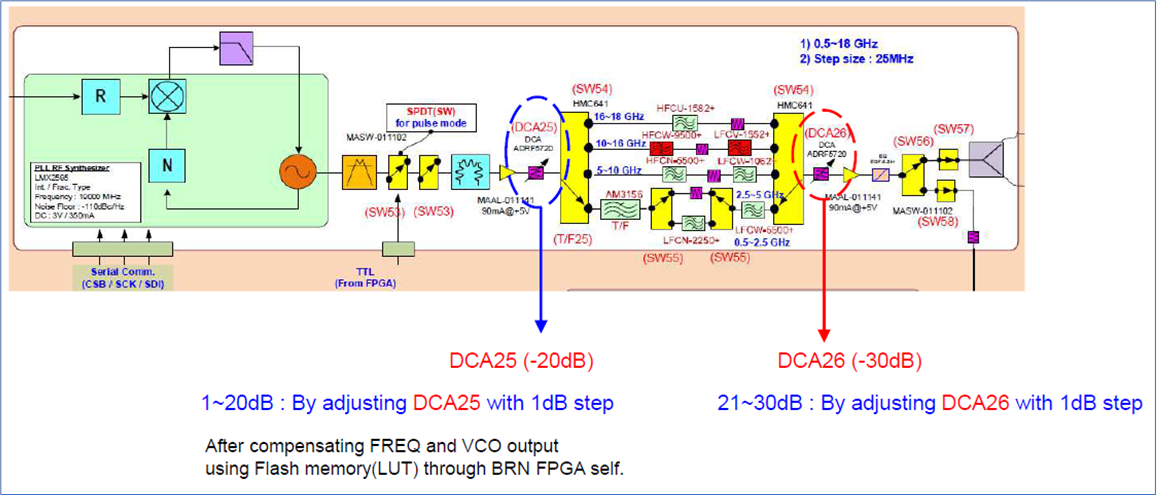 1) 0.5~18 GHz
2) Step size : 25MHz
R
N
PLL RF Synthesizer
LMX2595
Int / Frac. Type
Frequency : 19000 MHz
Noise Floor : -110dBc/Hz
DC : 3V / 350mA
Serial Comm.
(CSB / SCK / SDI)
SPDT(SW)
for pulse mode
MASW-011102
(SW53)
(SW53)
TTL
(From FPGA)
(DCA25)
DCA
ADRF5720
MAAL-011141
90mA@+5V
(SW54)
HMC641
16~18 GHz
10~16 GHz
5~10 GHz
HFCU-1582+
HFCW-9500+
LFCV-1552+
HFCN-5500+
LFCW-1062+
AM3156
T/F
(T/F25)
2.5~5 GHz
LFCN-2250+
LFCW-5500+
0.5~2.5 GHz
(SW55)
(SW55)
(SW54)
HMC641
(DCA26)
DCA
ADRF5720
MAAL-011141
90mA@+5V
EQ
(SW56)
(SW57)
MASW-011102
(SW58)
DCA25 (-20dB)
DCA26 (-30dB)
1~20dB : By adjusting DCA25 with 1dB step
21~30dB : By adjusting DCA26 with 1dB step
After compensating FREQ and VCO output
using Flash memory(LUT) through BRN FPGA self.